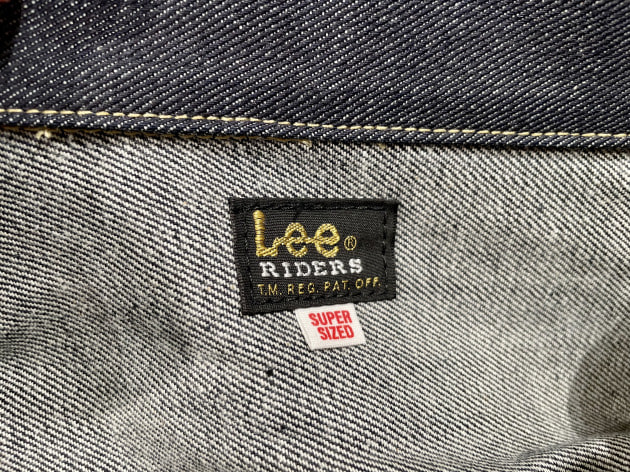 Lee®
RIDERS
T.M. REG. PAT. OFF.
SUPER
SIZED